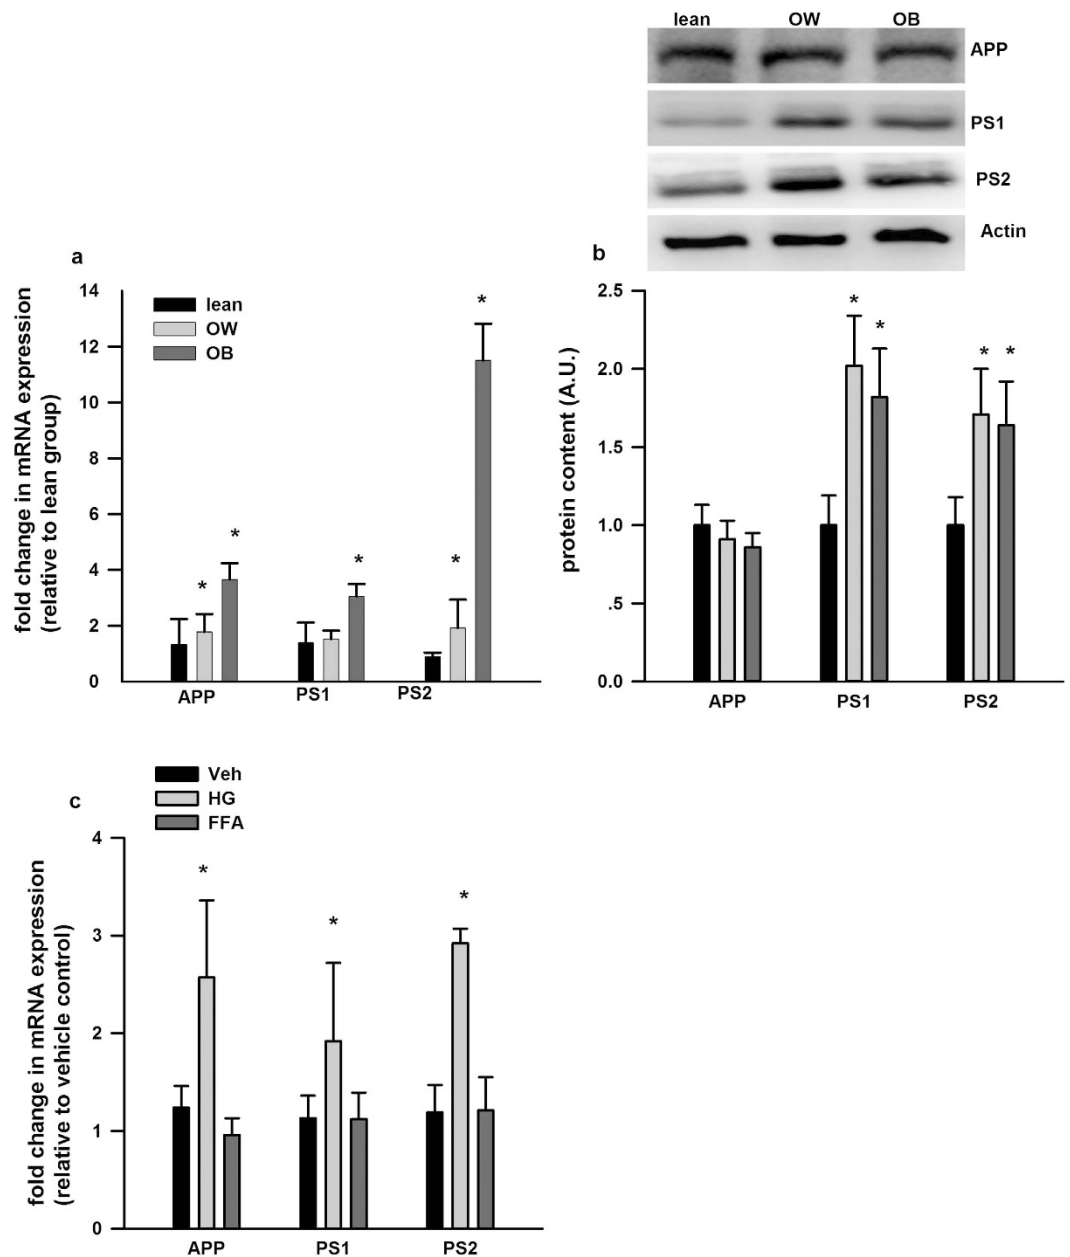 lean OW OB
APP
PS1
PS2
Actin
a
fold change in mRNA expression
(relative to lean group)
14
12
10
8
6
4
2
0
lean
OW
OB
*
*
*
*
*
APP PS1 PS2
b
protein content (A.U.)
2.5
2.0
1.5
1.0
.5
0.0
*
*
*
*
APP PS1 PS2
c
fold change in mRNA expression
(relative to vehicle control)
4
3
2
1
0
Veh
HG
FFA
*
*
*
APP PS1 PS2